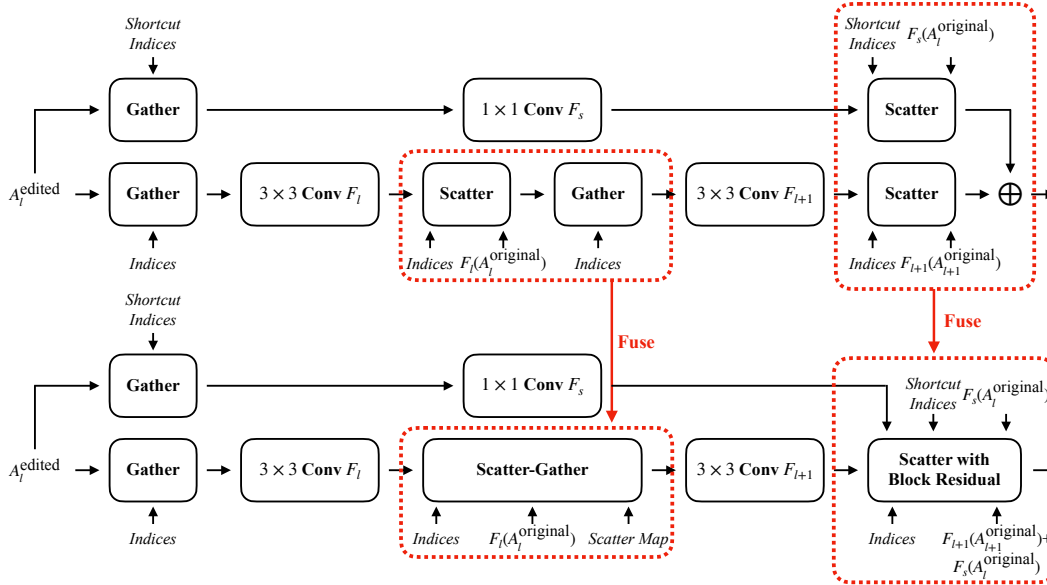 Shortcut
Indices
Shortcut
Indices
F_s(A_l^original)
Gather
1 × 1 Conv F_s
Scatter
A_l^edited
Gather
3 × 3 Conv F_l
Scatter
Gather
3 × 3 Conv F_{l+1}
Scatter
⊕
Indices
Indices
F_l(A_l^original)
Indices
Indices
F_{l+1}(A_{l+1}^original)
Shortcut
Indices
Fuse
Fuse
Gather
1 × 1 Conv F_s
Shortcut
Indices
F_s(A_l^original)
A_l^edited
Gather
3 × 3 Conv F_l
Scatter-Gather
3 × 3 Conv F_{l+1}
Scatter with
Block Residual
Indices
Indices
F_l(A_l^original)
Scatter Map
Indices
F_{l+1}(A_{l+1}^original)+
F_s(A_l^original)